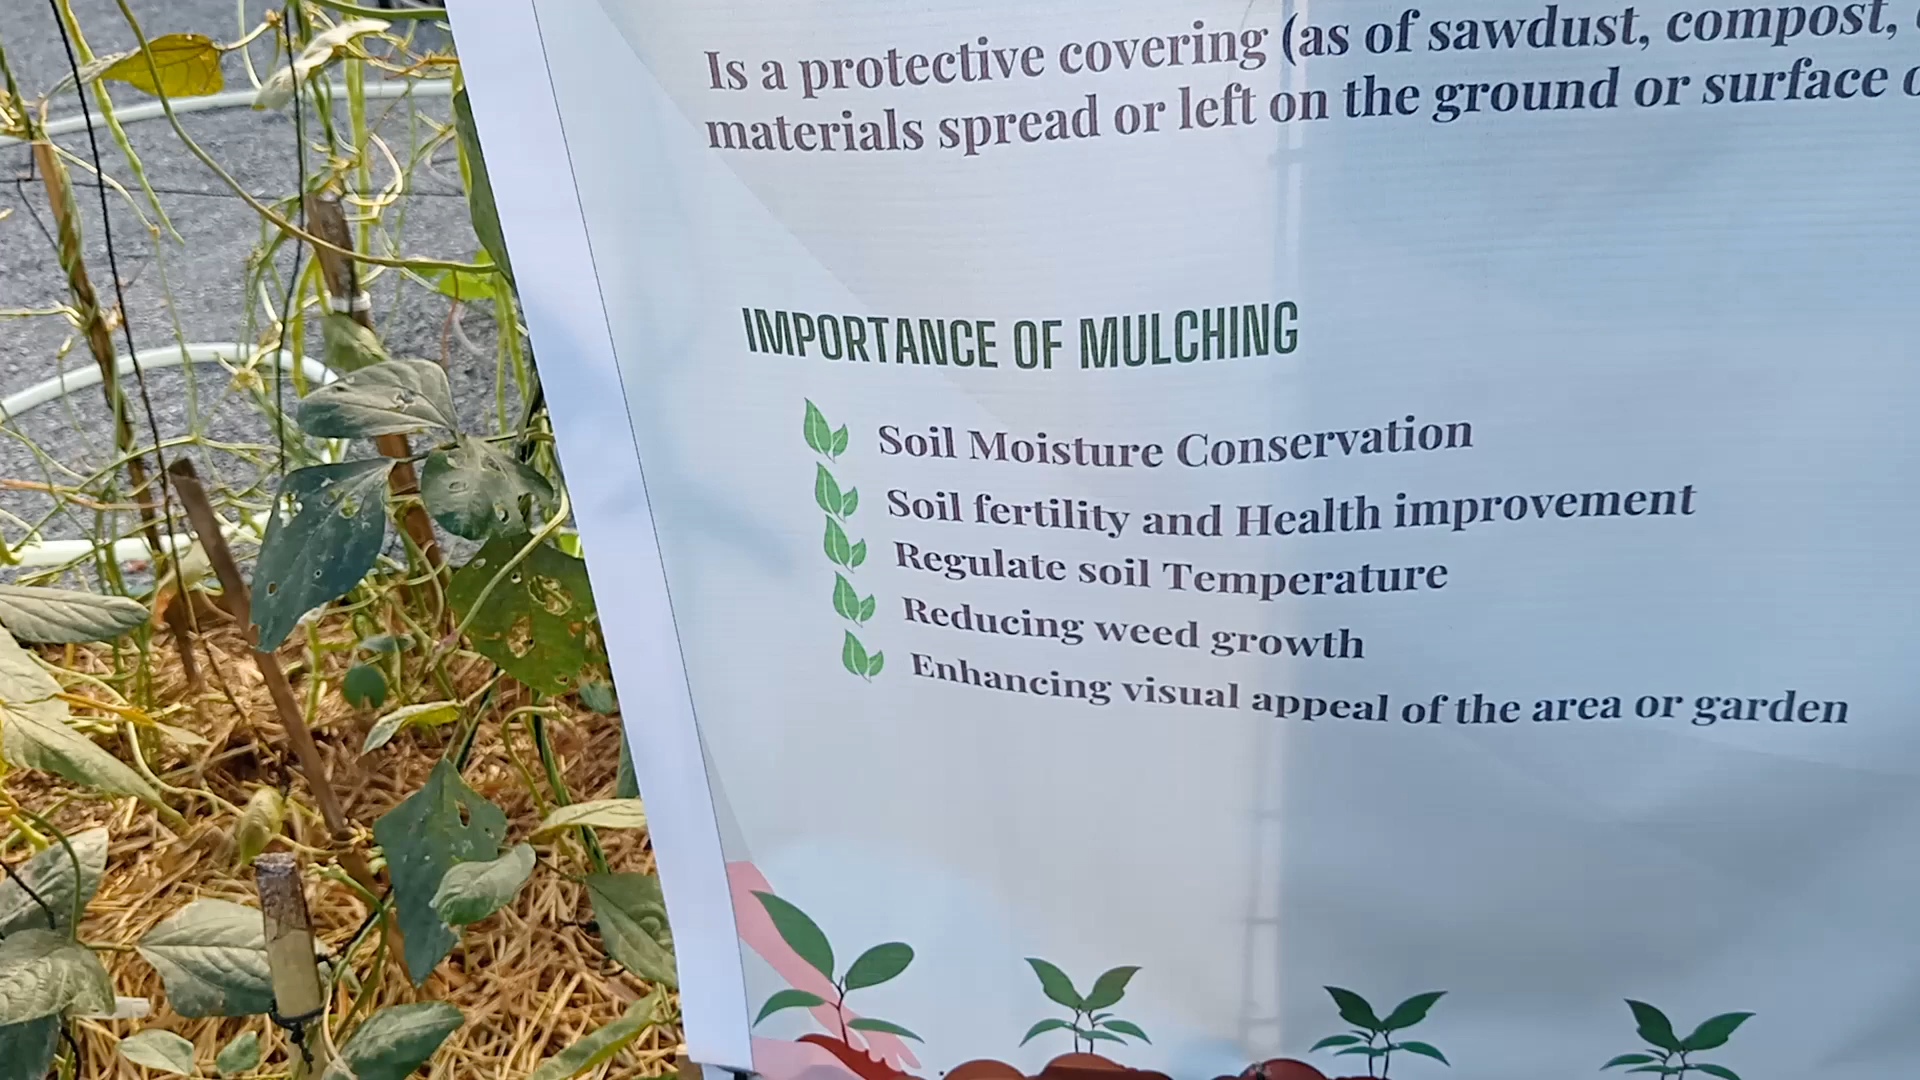 Is a protective covering (as of sawdust, compost,
materials spread or left on the ground or surface
IMPORTANCE OF MULCHING
Soil Moisture Conservation
Soil fertility and Health improvement
Regulate soil Temperature
Reducing weed growth
Enhancing visual appeal of the area or garden